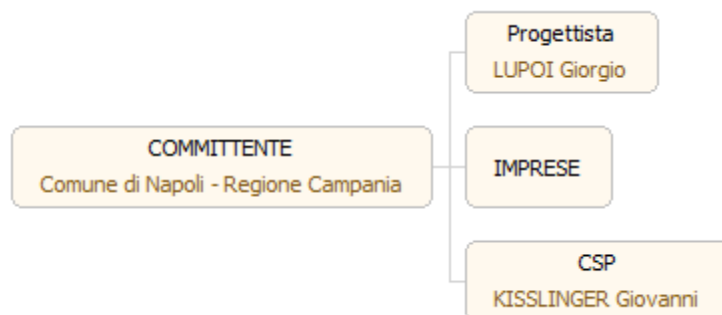 Progettista
LUPOI Giorgio
COMMITTENTE
Comune di Napoli - Regione Campania
IMPRESE
CSP
KISSLINGER Giovanni